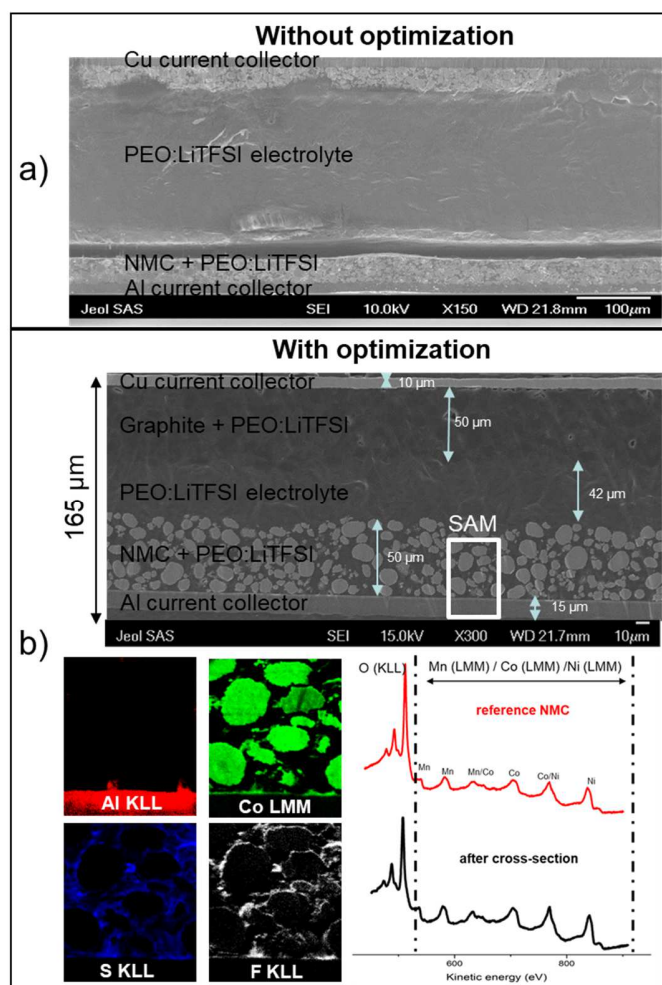 Without optimization
Cu current collector
PEO:LiTFSI electrolyte
a)
NMC + PEO:LiTFSI
Al current collector
Jeol SAS SEI 10.0kV X150 WD 21.8mm 100µm
With optimization
Cu current collector
10 µm
Graphite + PEO:LiTFSI
50 µm
165 µm
PEO:LiTFSI electrolyte
42 µm
SAM
NMC + PEO:LiTFSI
50 µm
Al current collector
15 µm
Jeol SAS SEI 15.0kV X300 WD 21.7mm 10µm
b)
Al KLL
Co LMM
S KLL
F KLL
O (KLL)
Mn (LMM) / Co (LMM) /Ni (LMM)
reference NMC
Mn Mn Mn/Co Co Co/Ni Ni
after cross-section
600 800
Kinetic energy (eV)